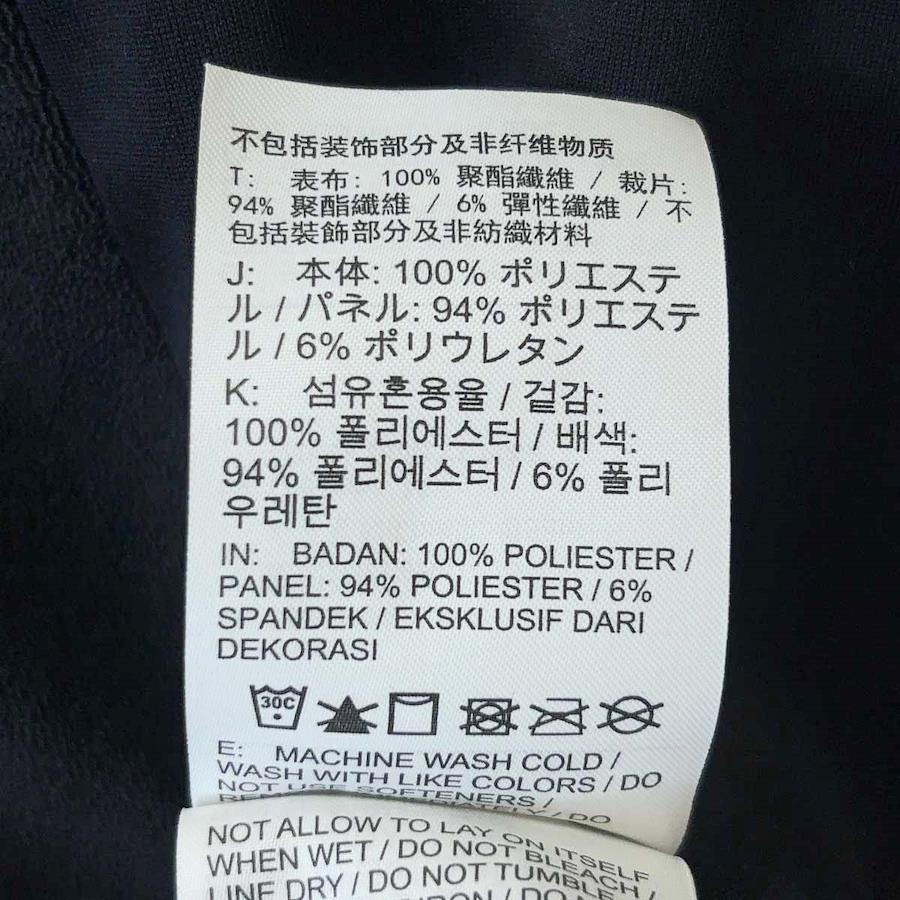 不包括装饰部分及非纤维物质
T: 表布: 100% 聚酯纖維 / 裁片:
94% 聚酯纖維 / 6% 彈性纖維 / 不
包括裝飾部分及非紡織材料
J: 本体: 100% ポリエステ
ル / パネル: 94% ポリエステ
ル / 6% ポリウレタン
K: 섬유혼용율 / 겉감:
100% 폴리에스터 / 배색:
94% 폴리에스터 / 6% 폴리
우레탄
IN: BADAN: 100% POLIESTER /
PANEL: 94% POLIESTER / 6%
SPANDEK / EKSKLUSIF DARI
DEKORASI
30C
E: MACHINE WASH COLD /
WASH WITH LIKE COLORS / DO
NOT USE SOFTENERS /
/ DO
NOT ALLOW TO LAY ON ITSELF
WHEN WET / DO NOT BLEACH /
LINE DRY / DO NOT TUMBLE /